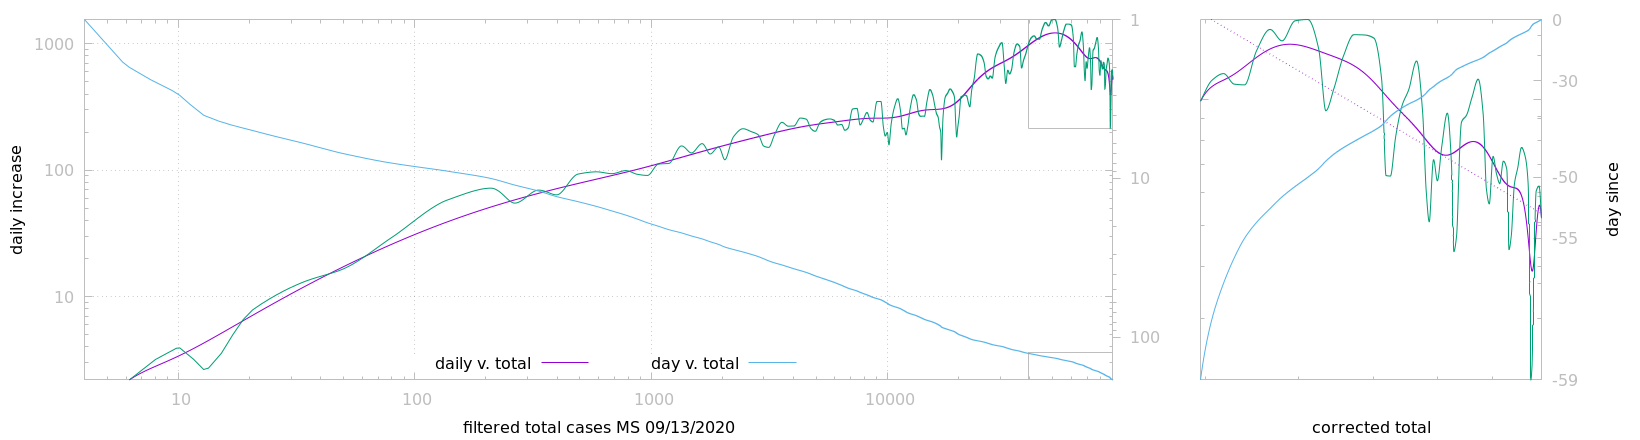 1000
100
10
daily increase
daily v. total
day v. total
10
100
1000
10000
filtered total cases MS 09/13/2020
1
10
100
0
-30
-50
-55
-59
day since
corrected total